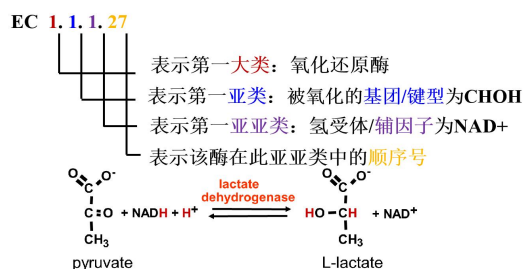 EC 1. 1. 1. 27
表示第一大类：氧化还原酶
表示第一亚类：被氧化的基团/键型为CHOH
表示第一亚亚类：氢受体/辅因子为NAD+
表示该酶在此亚亚类中的顺序号
O O-
C
C=O + NADH + H+
CH3
pyruvate
lactate
dehydrogenase
O O-
C
HO-CH + NAD+
CH3
L-lactate